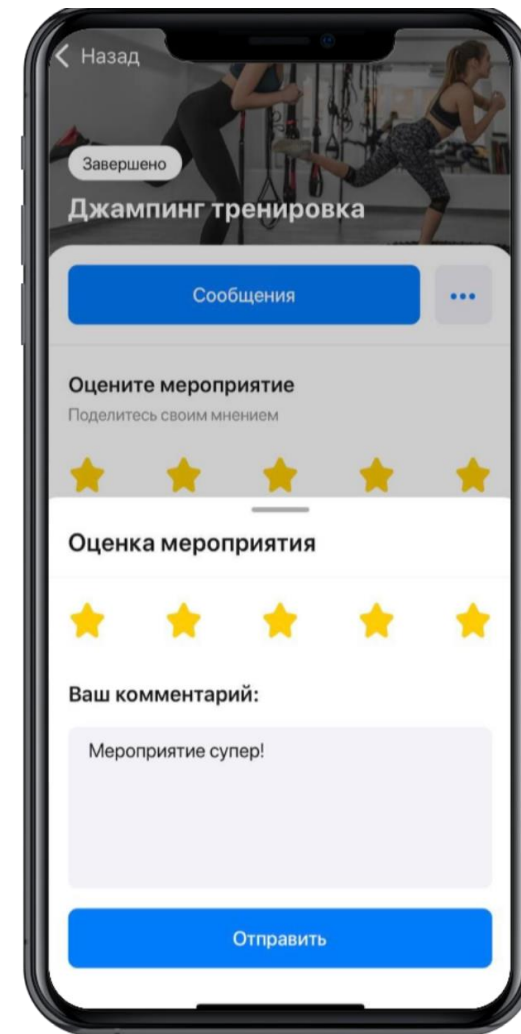 Назад
Завершено
Джампинг тренировка
Сообщения
Оцените мероприятие
Поделитесь своим мнением
Оценка мероприятия
Ваш комментарий:
Мероприятие супер!
Отправить